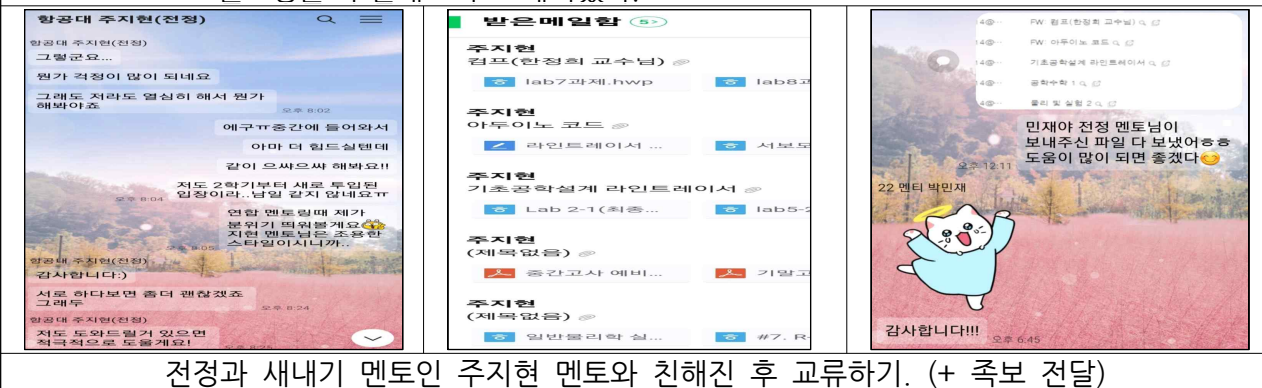 항공대 주지현(전정)
항공대 주지현(전정)
그렇군요...
뭔가 걱정이 많이 되네요
그래도 저라도 열심히 해서 뭔가
해봐야죠
오후 8:02
에구ㅠ중간에 들어와서
아마 더 힘드실텐데
같이 으쌰으쌰 해봐요!!
저도 2학기부터 새로 투입된
입장이라..남일 같지 않네요ㅠ
오후 8:04
연합 멘토링때 제가
분위기 띄워볼게요
지현 멘토님은 조용한
스타일이시니까..
오후 8:05
항공대 주지현(전정)
감사합니다:)
서로 하다보면 좀더 괜찮겠죠
그래두
오후 8:24
항공대 주지현(전정)
저도 도와드릴거 있으면
적극적으로 도울게요!
받은메일함 5>
주지현
컴프(한정희 교수님)
lab7과제.hwp
lab8과
주지현
아두이노 코드
라인트레이서 ...
서보모
주지현
기초공학설계 라인트레이서
Lab 2-1(최종...
lab5-2
주지현
(제목없음)
중간고사 예비...
기말고
주지현
(제목없음)
일반물리학 실...
#7. R-
4@··· FW: 컴프(한정희 교수님)
4@··· FW: 아두이노 코드
4@··· 기초공학설계 라인트레이서
4@··· 공학수학 1
4@··· 물리 및 실험 2
민재야 전정 멘토님이
보내주신 파일 다 보냈어ㅎㅎ
도움이 많이 되면 좋겠다
오후 12:11
22 멘티 박민재
감사합니다!!!
오후 6:45
전정과 새내기 멘토인 주지현 멘토와 친해진 후 교류하기. (+ 족보 전달)